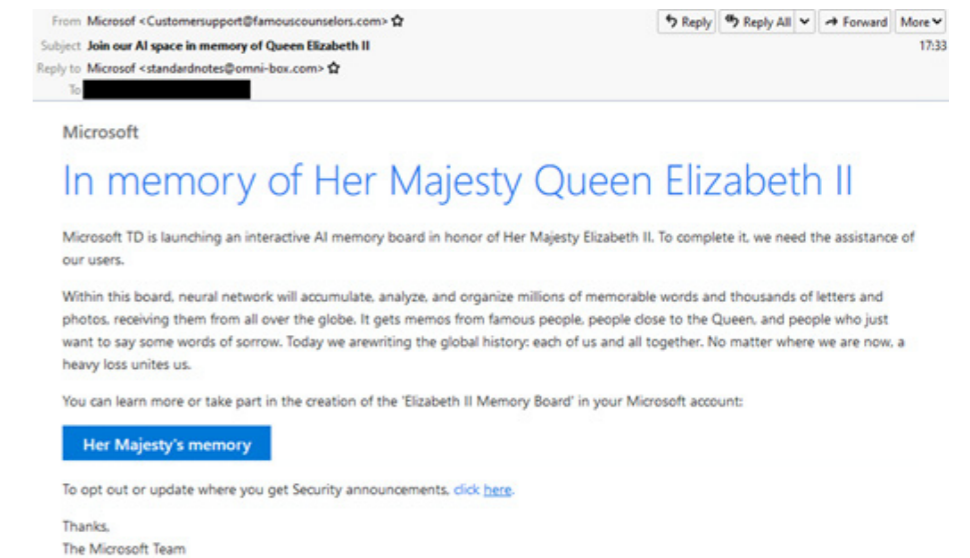 From Microsof <Customersupport@famouscounselors.com>
Reply Reply All Forward More
Subject Join our AI space in memory of Queen Elizabeth II
17:33
Reply to Microsof <standardnotes@omni-box.com>
To
Microsoft
In memory of Her Majesty Queen Elizabeth II
Microsoft TD is launching an interactive AI memory board in honor of Her Majesty Elizabeth II. To complete it, we need the assistance of
our users.
Within this board, neural network will accumulate, analyze, and organize millions of memorable words and thousands of letters and
photos, receiving them from all over the globe. It gets memos from famous people, people close to the Queen, and people who just
want to say some words of sorrow. Today we arewriting the global history: each of us and all together. No matter where we are now, a
heavy loss unites us.
You can learn more or take part in the creation of the 'Elizabeth II Memory Board' in your Microsoft account:
Her Majesty's memory
To opt out or update where you get Security announcements, click here.
Thanks,
The Microsoft Team